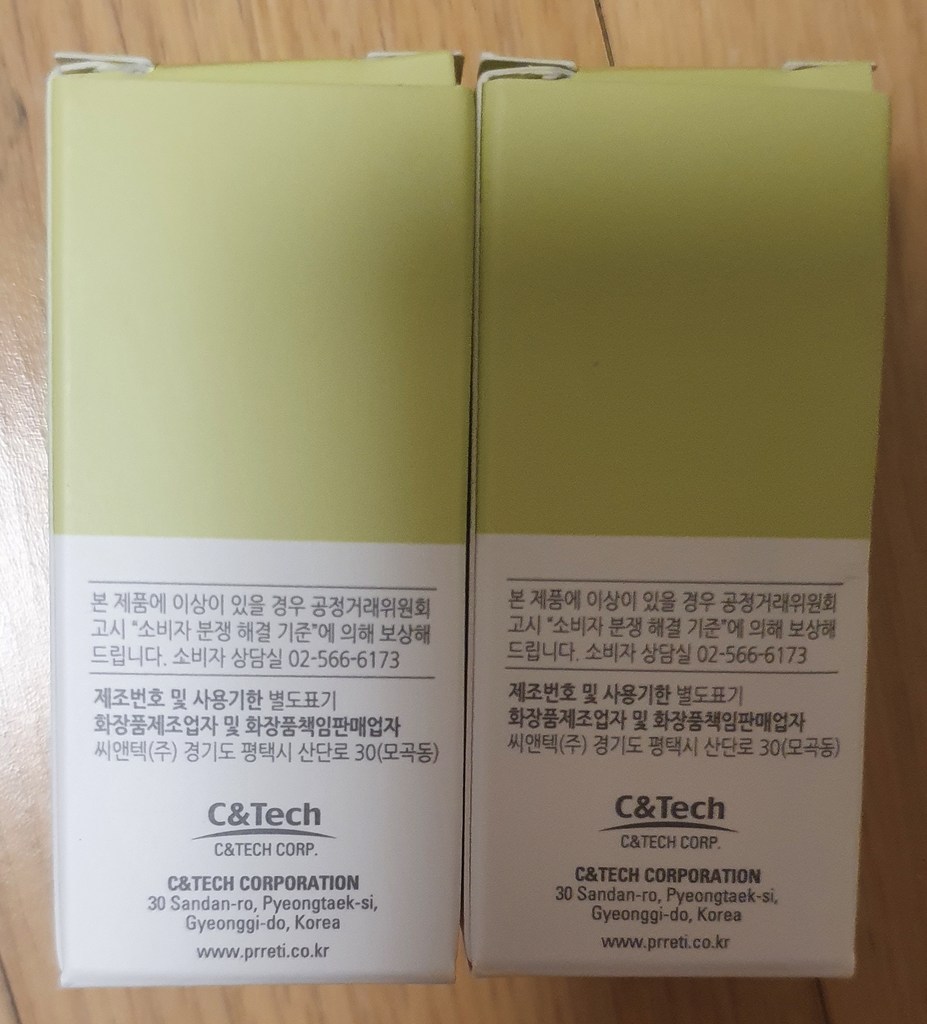 본 제품에 이상이 있을 경우 공정거래위원회
고시 "소비자 분쟁 해결 기준"에 의해 보상해
드립니다. 소비자 상담실 02-566-6173
제조번호 및 사용기한 별도표기
화장품제조업자 및 화장품책임판매업자
씨앤텍(주) 경기도 평택시 산단로 30(모곡동)
C&Tech
C&TECH CORP.
C&TECH CORPORATION
30 Sandan-ro, Pyeongtaek-si,
Gyeonggi-do, Korea
www.prreti.co.kr
본 제품에 이상이 있을 경우 공정거래위원회
고시 "소비자 분쟁 해결 기준"에 의해 보상해
드립니다. 소비자 상담실 02-566-6173
제조번호 및 사용기한 별도표기
화장품제조업자 및 화장품책임판매업자
씨앤텍(주) 경기도 평택시 산단로 30(모곡동)
C&Tech
C&TECH CORP.
C&TECH CORPORATION
30 Sandan-ro, Pyeongtaek-si,
Gyeonggi-do, Korea
www.prreti.co.kr